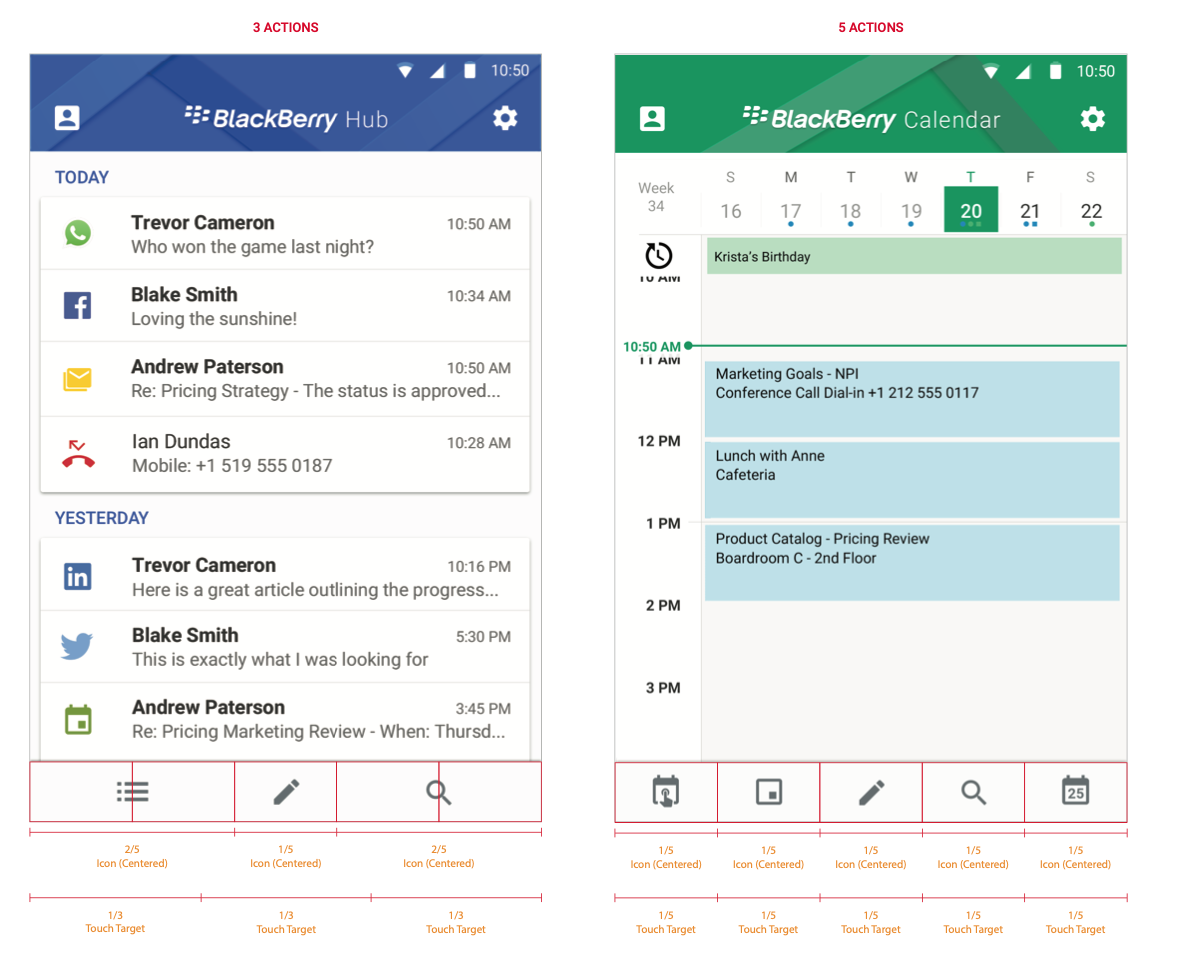 3 ACTIONS
10:50
BlackBerry Hub
TODAY
Trevor Cameron 10:50 AM
Who won the game last night?
Blake Smith 10:34 AM
Loving the sunshine!
Andrew Paterson 10:50 AM
Re: Pricing Strategy - The status is approved...
Ian Dundas 10:28 AM
Mobile: +1 519 555 0187
YESTERDAY
Trevor Cameron 10:16 PM
Here is a great article outlining the progress...
Blake Smith 5:30 PM
This is exactly what I was looking for
Andrew Paterson 3:45 PM
Re: Pricing Marketing Review - When: Thursd...
2/5 1/5 2/5
Icon (Centered) Icon (Centered) Icon (Centered)
1/3 1/3 1/3
Touch Target Touch Target Touch Target
5 ACTIONS
10:50
BlackBerry Calendar
Week
34
S M T W T F S
16 17 18 19 20 21 22
Krista's Birthday
10 AM
10:50 AM
11 AM
Marketing Goals - NPI
Conference Call Dial-in +1 212 555 0117
12 PM
Lunch with Anne
Cafeteria
1 PM
Product Catalog - Pricing Review
Boardroom C - 2nd Floor
2 PM
3 PM
25
1/5 1/5 1/5 1/5 1/5
Icon (Centered) Icon (Centered) Icon (Centered) Icon (Centered) Icon (Centered)
1/5 1/5 1/5 1/5 1/5
Touch Target Touch Target Touch Target Touch Target Touch Target